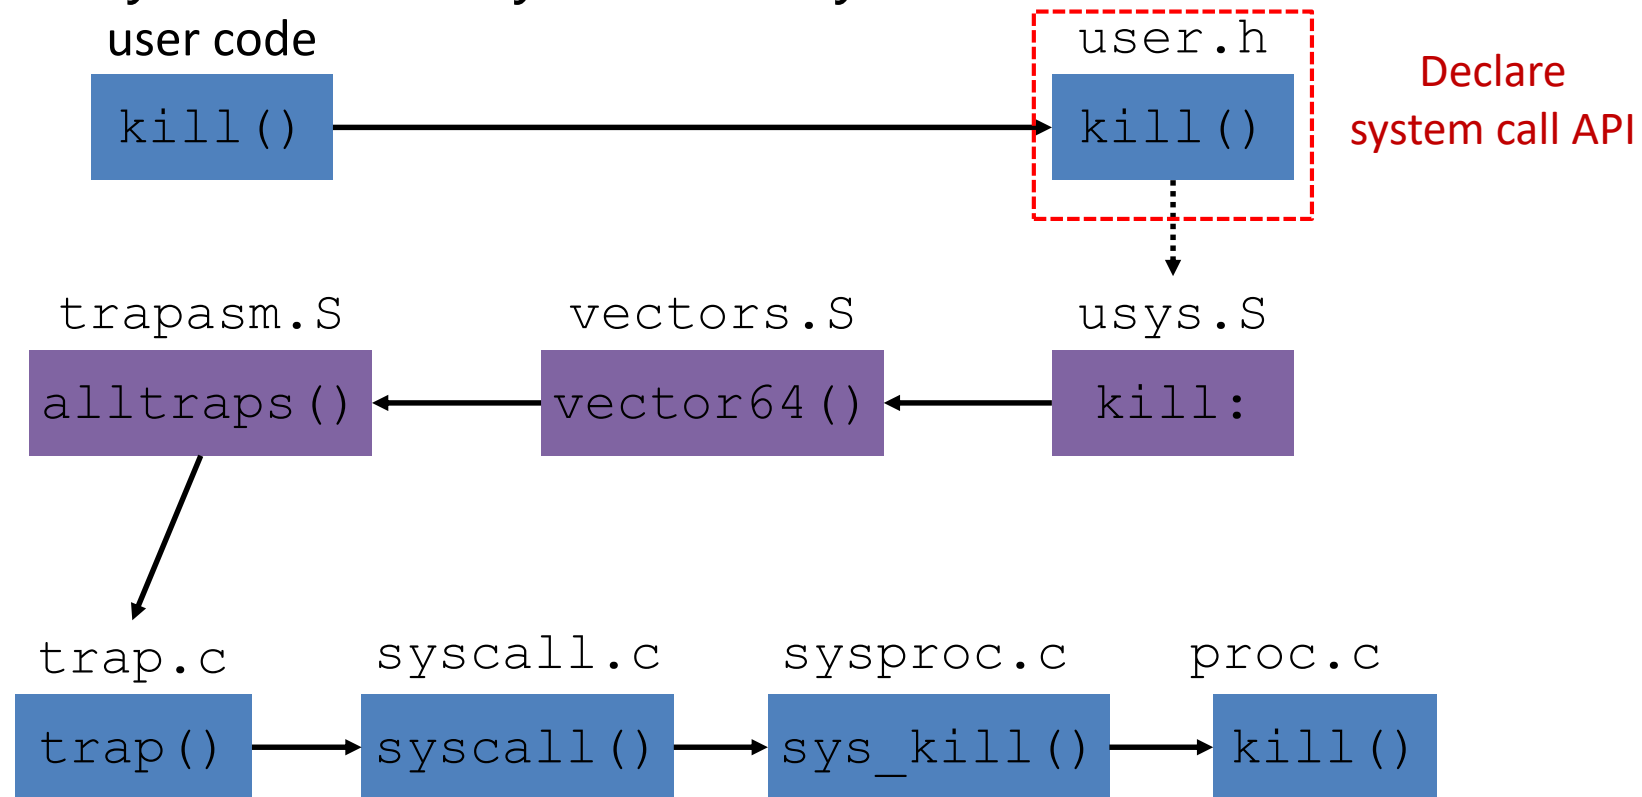 user code
user.h
kill()
kill()
Declare
system call API
trapasm.S
vectors.S
usys.S
alltraps()
vector64()
kill:
trap.c
syscall.c
sysproc.c
proc.c
trap()
syscall()
sys_kill()
kill()